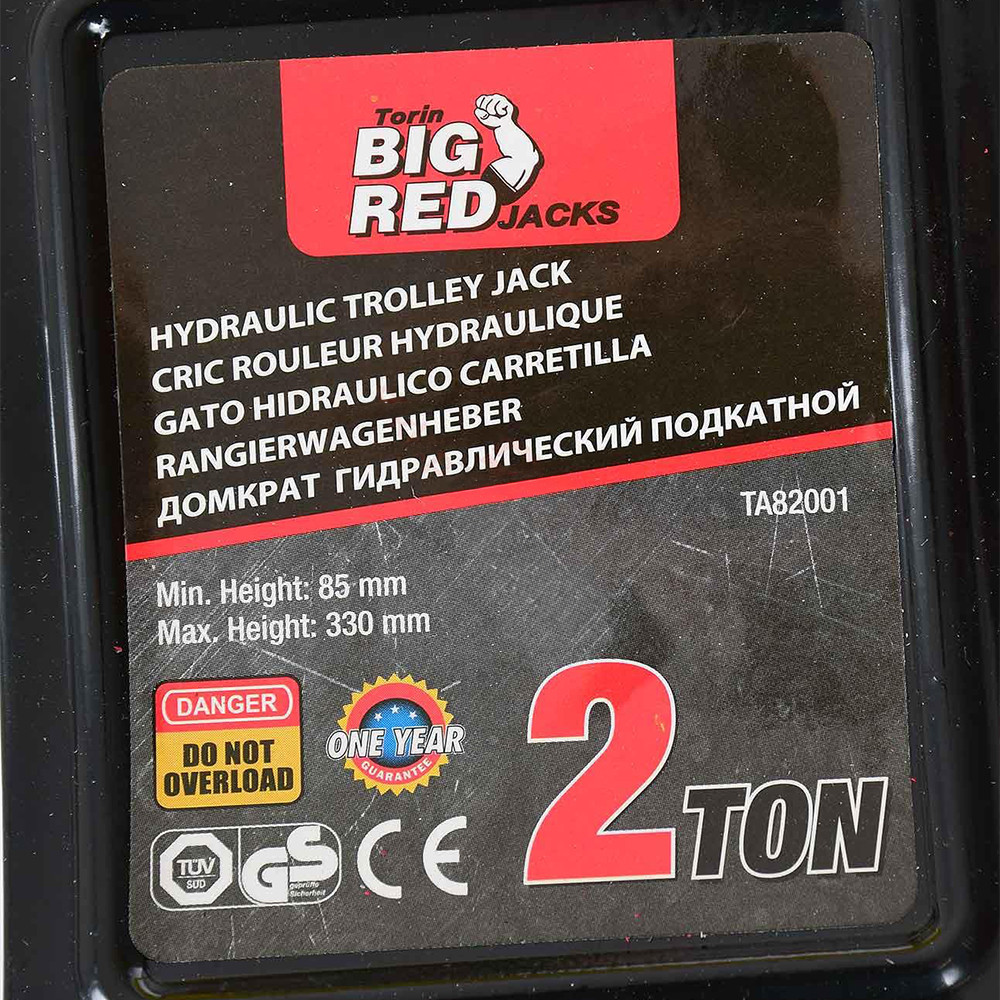 Torin
BIG
RED JACKS
HYDRAULIC TROLLEY JACK
CRIC ROULEUR HYDRAULIQUE
GATO HIDRAULICO CARRETILLA
RANGIERWAGENHEBER
ДОМКРАТ ГИДРАВЛИЧЕСКИЙ ПОДКАТНОЙ
TA82001
Min. Height: 85 mm
Max. Height: 330 mm
DANGER
DO NOT
OVERLOAD
ONE YEAR
GUARANTEE
2 TON
TÜV
SÜD
GS
geprüfte
Sicherheit
CE